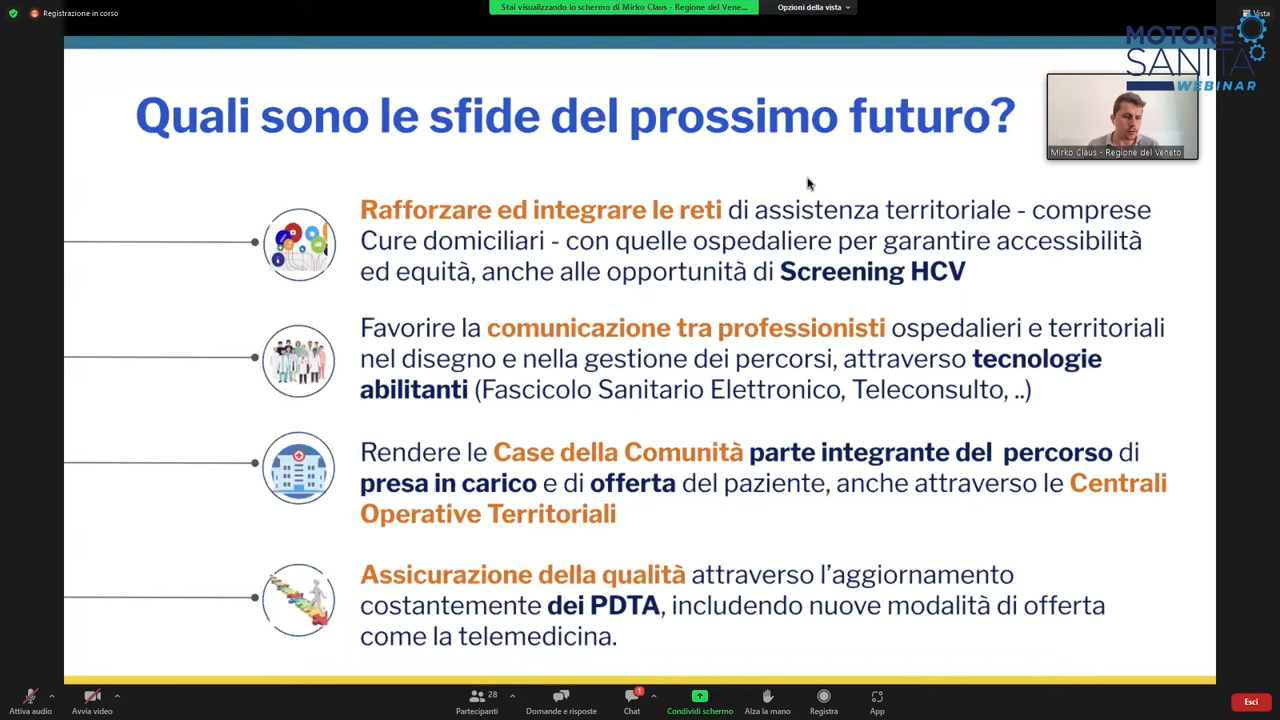 Registrazione in corso
Stai visualizzando lo schermo di Mirko Claus - Regione del Vene...
Opzioni della vista
Vista
MOTORE
SANITÀ
WEBINAR
Quali sono le sfide del prossimo futuro?
Mirko Claus - Regione del Veneto
Rafforzare ed integrare le reti di assistenza territoriale - comprese
Cure domiciliari - con quelle ospedaliere per garantire accessibilità
ed equità, anche alle opportunità di Screening HCV
Favorire la comunicazione tra professionisti ospedalieri e territoriali
nel disegno e nella gestione dei percorsi, attraverso tecnologie
abilitanti (Fascicolo Sanitario Elettronico, Teleconsulto, ..)
Rendere le Case della Comunità parte integrante del percorso di
presa in carico e di offerta del paziente, anche attraverso le Centrali
Operative Territoriali
Assicurazione della qualità attraverso l'aggiornamento
costantemente dei PDTA, includendo nuove modalità di offerta
come la telemedicina.
Attiva audio
Avvia video
28
Partecipanti
Domande e risposte
1
Chat
Condividi schermo
Alza la mano
Registra
App
Esci